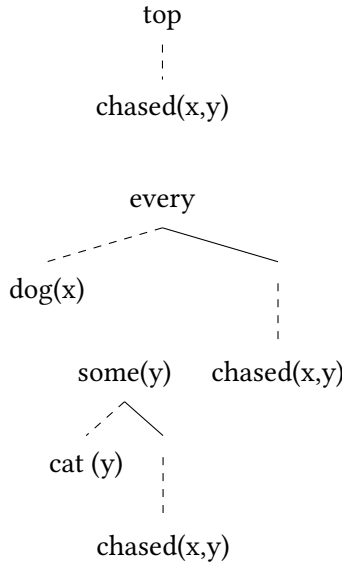 top
chased(x,y)
every
dog(x)
some(y) chased(x,y)
cat (y)
chased(x,y)